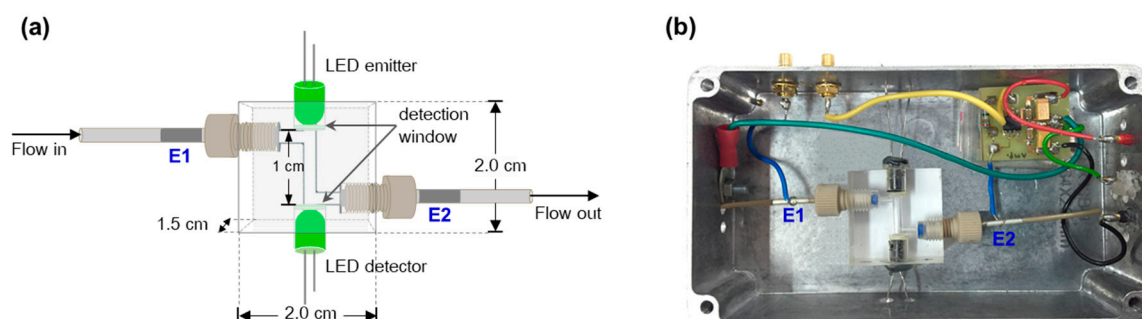 (a)
LED emitter
detection
window
Flow in
E1
1 cm
2.0 cm
E2
Flow out
1.5 cm
LED detector
2.0 cm
(b)
AMP.
E1
E2